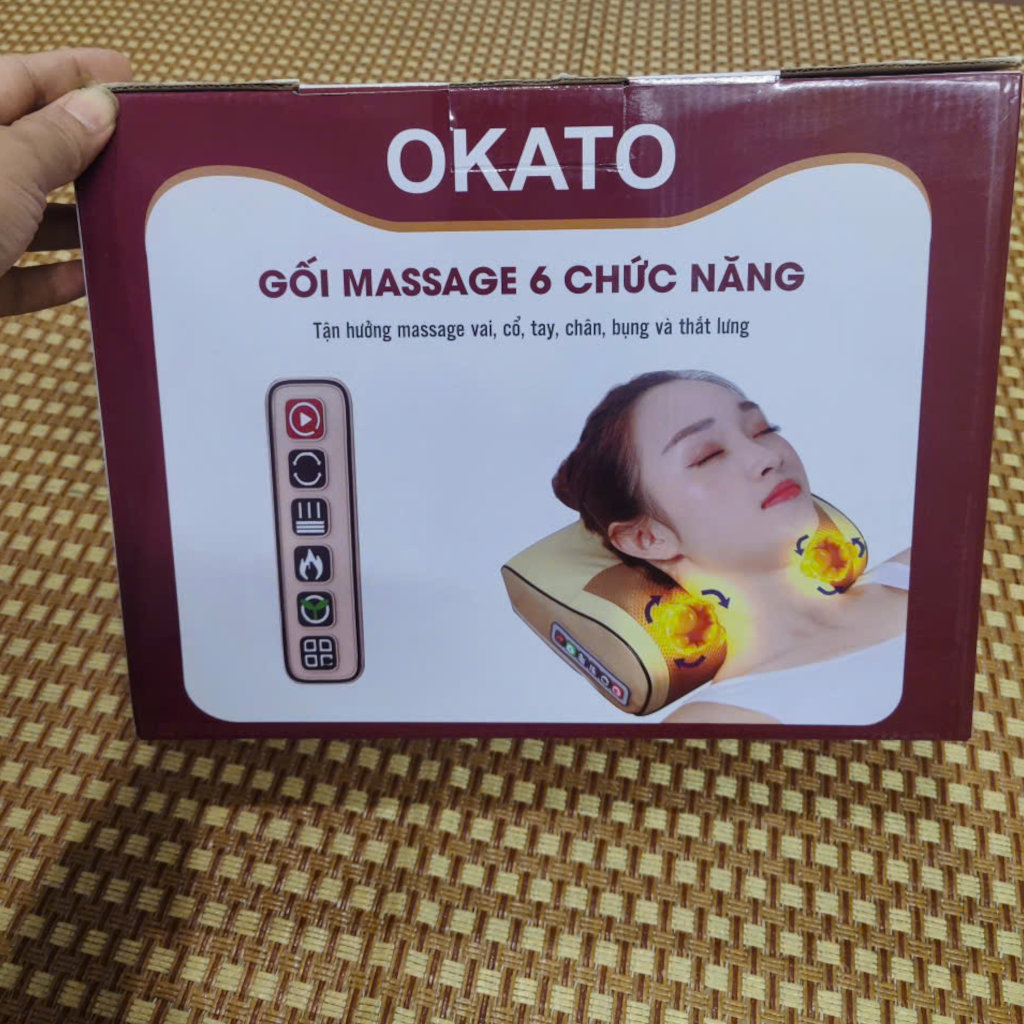 OKATO
GỐI MASSAGE 6 CHỨC NĂNG
Tận hưởng massage vai, cổ, tay, chân, bụng và thắt lưng